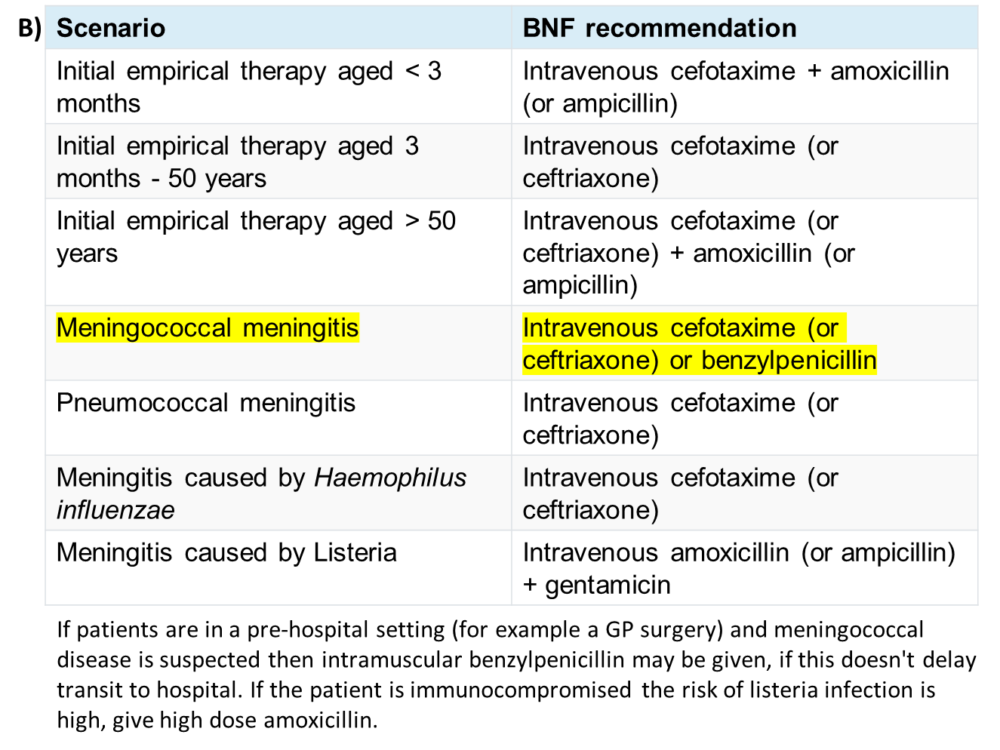 B) Scenario BNF recommendation
Initial empirical therapy aged < 3
months
Intravenous cefotaxime + amoxicillin
(or ampicillin)
Initial empirical therapy aged 3
months - 50 years
Intravenous cefotaxime (or
ceftriaxone)
Initial empirical therapy aged > 50
years
Intravenous cefotaxime (or
ceftriaxone) + amoxicillin (or
ampicillin)
Meningococcal meningitis
Intravenous cefotaxime (or
ceftriaxone) or benzylpenicillin
Pneumococcal meningitis
Intravenous cefotaxime (or
ceftriaxone)
Meningitis caused by Haemophilus
influenzae
Intravenous cefotaxime (or
ceftriaxone)
Meningitis caused by Listeria
Intravenous amoxicillin (or ampicillin)
+ gentamicin
If patients are in a pre-hospital setting (for example a GP surgery) and meningococcal
disease is suspected then intramuscular benzylpenicillin may be given, if this doesn't delay
transit to hospital. If the patient is immunocompromised the risk of listeria infection is
high, give high dose amoxicillin.